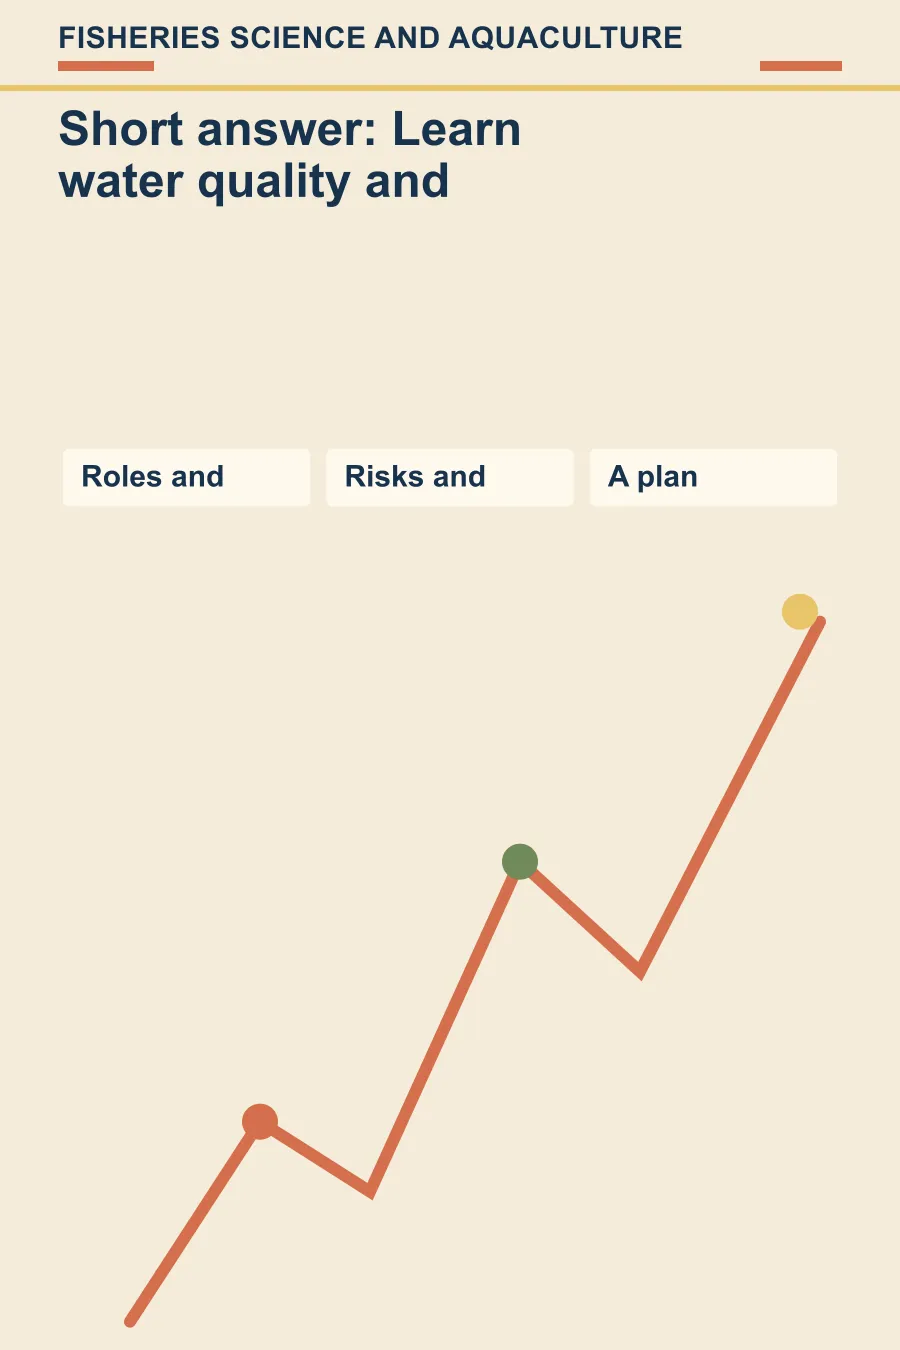 FISHERIES SCIENCE AND AQUACULTURE
Short answer: Learn
water quality and
Roles and
Risks and
A plan